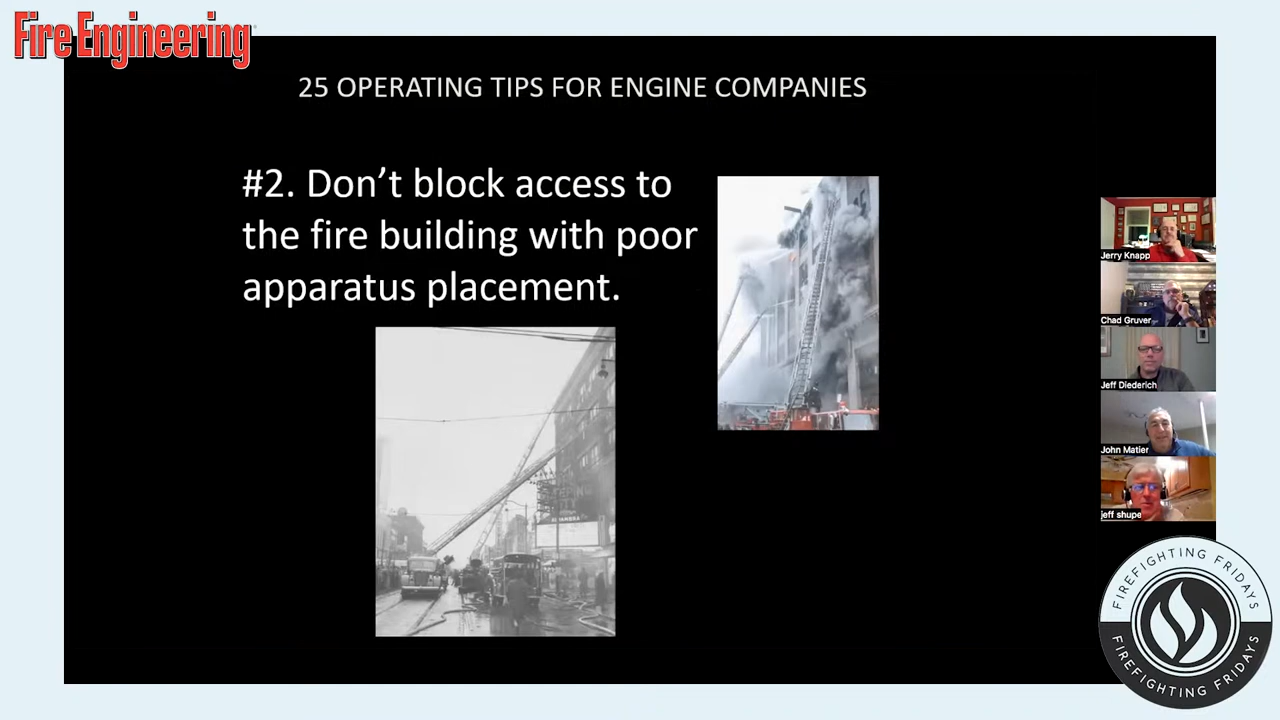 Fire Engineering
25 OPERATING TIPS FOR ENGINE COMPANIES
#2. Don’t block access to
the fire building with poor
apparatus placement.
ALHAMBRA
Jerry Knapp
Chad Gruver
Jeff Diederich
John Matier
jeff shupe
FIREFIGHTING FRIDAYS
FIREFIGHTING FRIDAYS